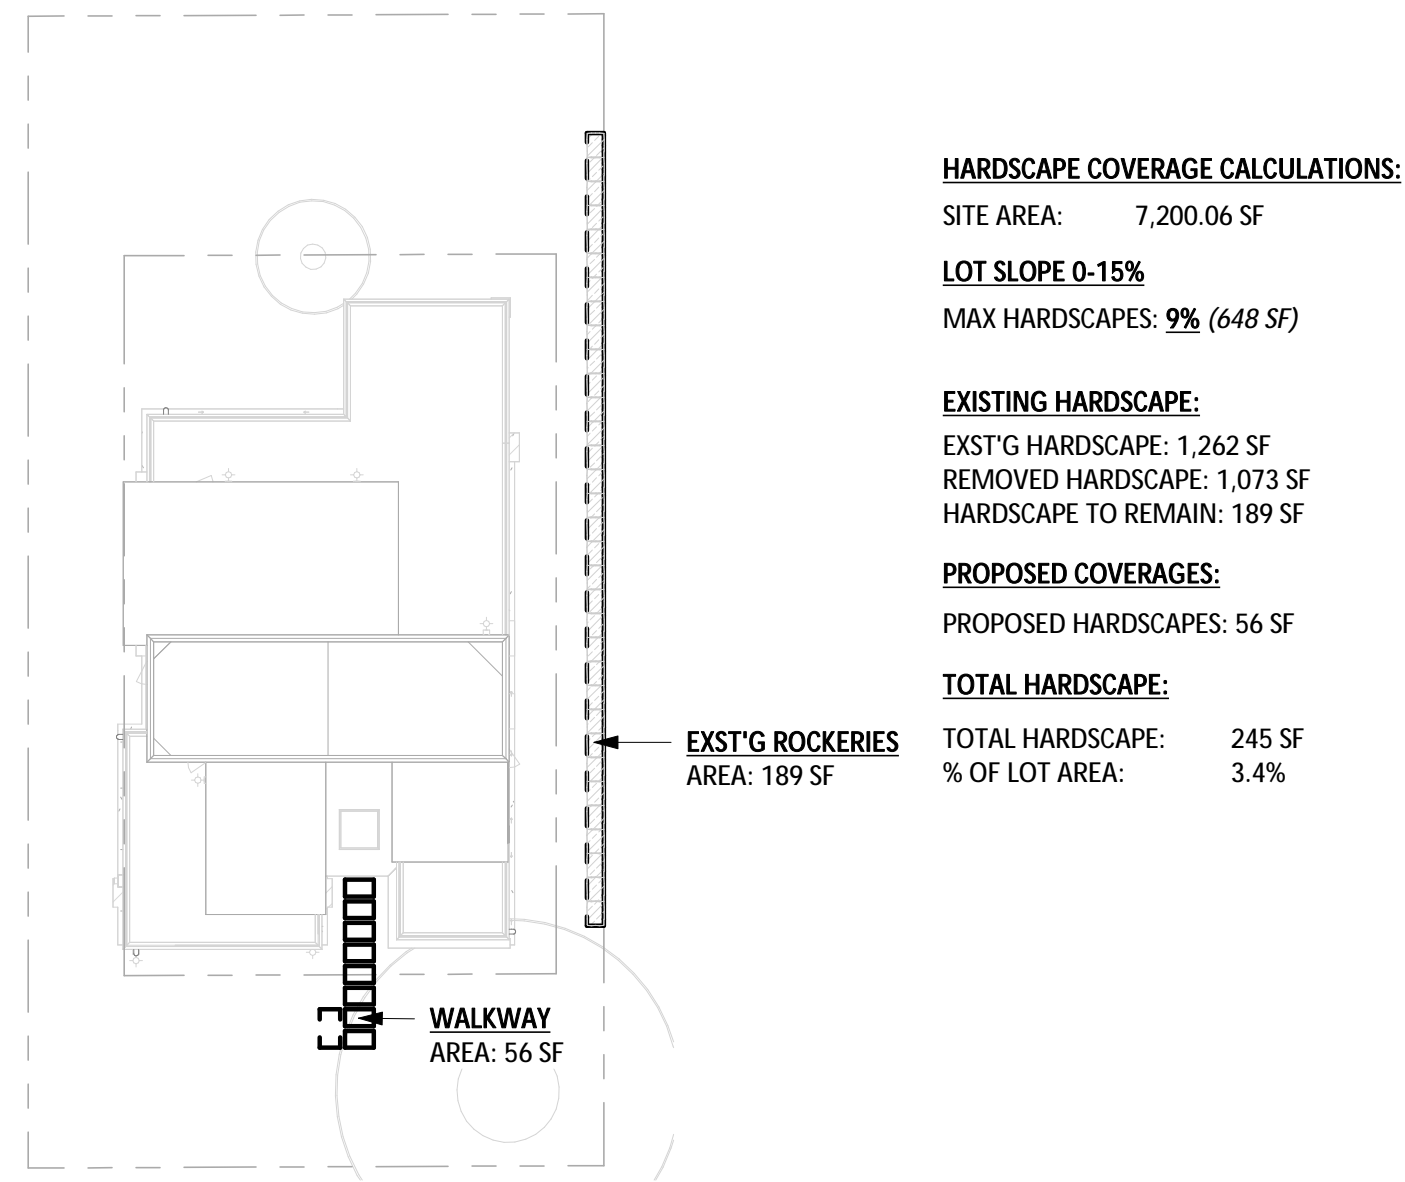 HARDSCAPE COVERAGE CALCULATIONS:
SITE AREA: 7,200.06 SF
LOT SLOPE 0-15%
MAX HARDSCAPES: 9% (648 SF)
EXISTING HARDSCAPE:
EXST'G HARDSCAPE: 1,262 SF
REMOVED HARDSCAPE: 1,073 SF
HARDSCAPE TO REMAIN: 189 SF
PROPOSED COVERAGES:
PROPOSED HARDSCAPES: 56 SF
TOTAL HARDSCAPE:
TOTAL HARDSCAPE: 245 SF
% OF LOT AREA: 3.4%
EXST'G ROCKERIES
AREA: 189 SF
WALKWAY
AREA: 56 SF